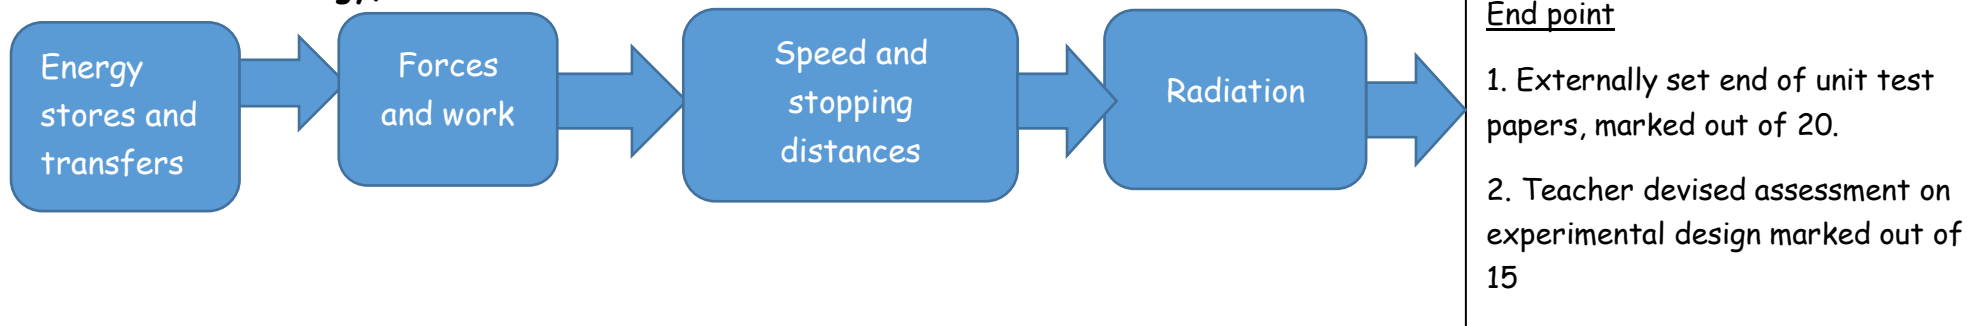 Energy
stores and
transfers
Forces
and work
Speed and
stopping
distances
Radiation
End point
1. Externally set end of unit test
papers, marked out of 20.
2. Teacher devised assessment on
experimental design marked out of
15